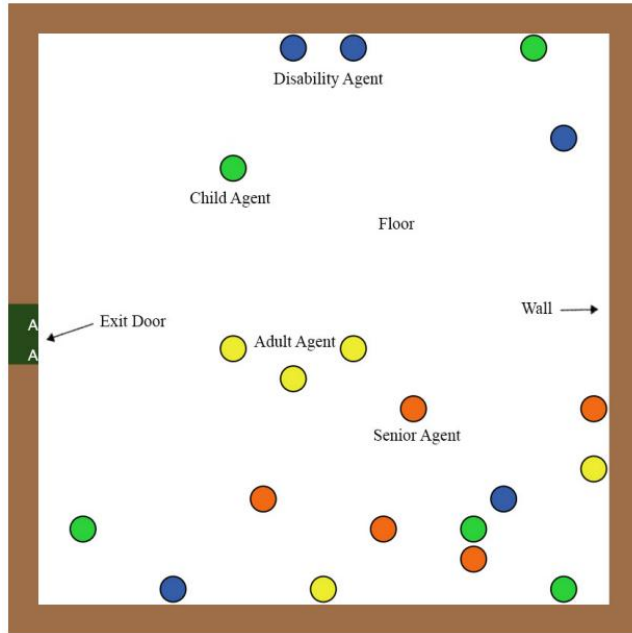 Disability Agent
Child Agent
Floor
Wall
A
Exit Door
Adult Agent
A
Senior Agent